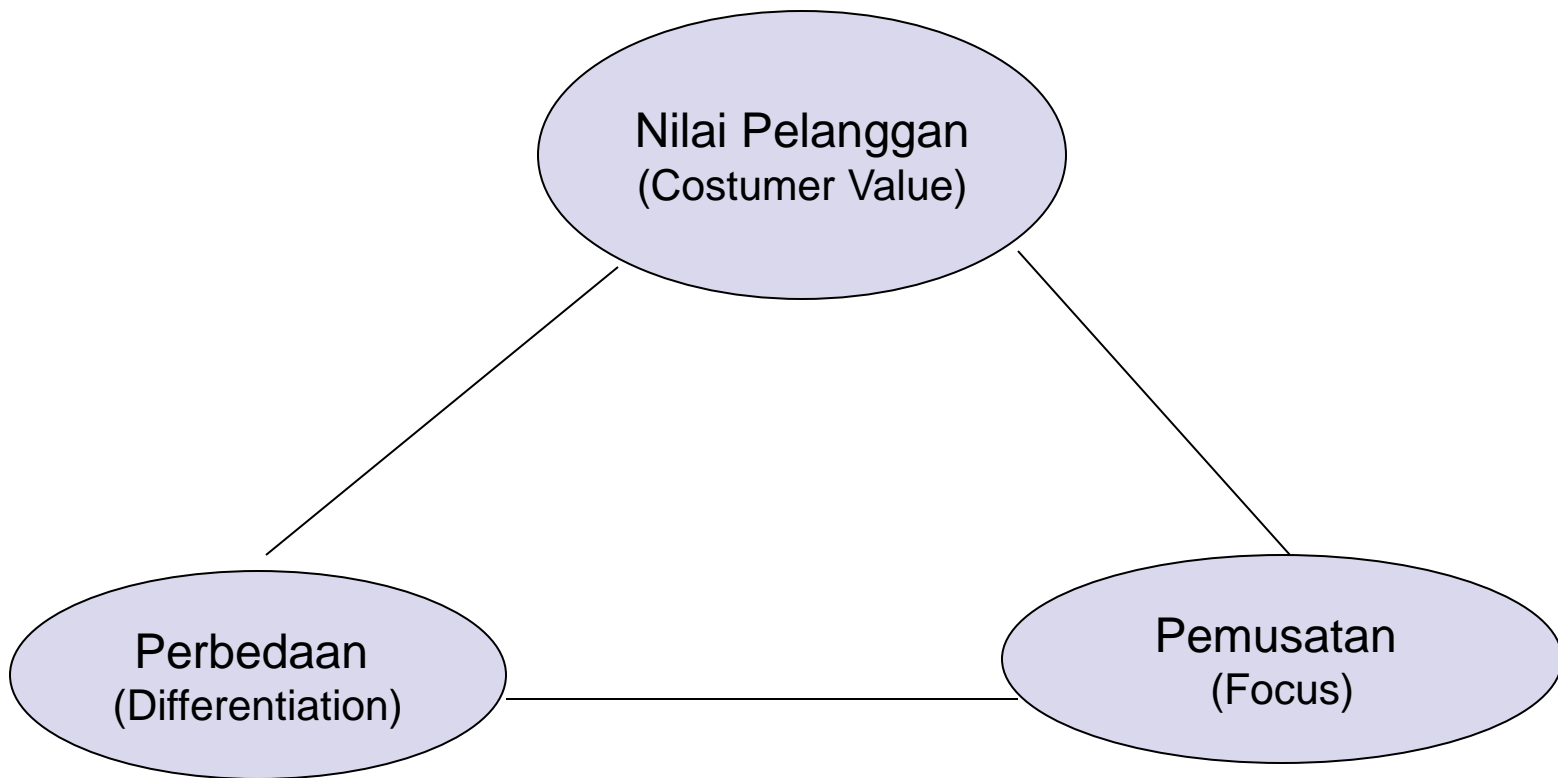 Nilai Pelanggan
(Costumer Value)
Perbedaan
(Differentiation)
Pemusatan
(Focus)